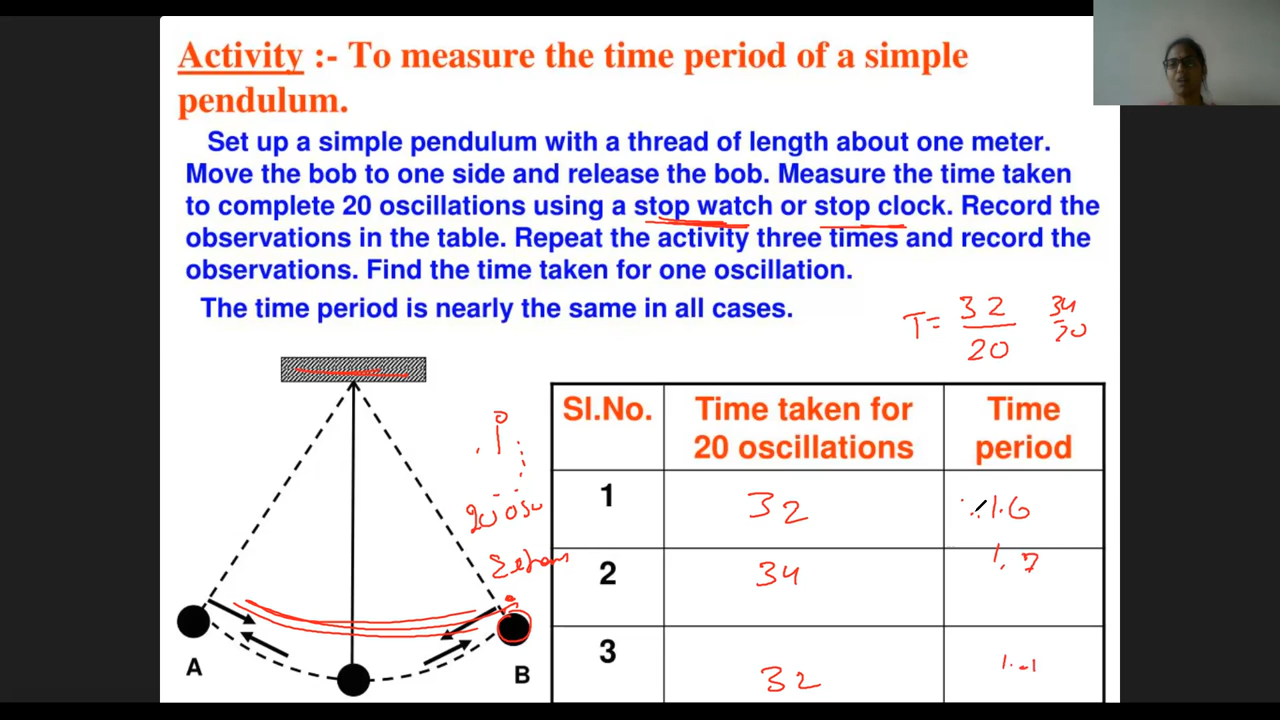 Activity :- To measure the time period of a simple
pendulum.
Set up a simple pendulum with a thread of length about one meter.
Move the bob to one side and release the bob. Measure the time taken
to complete 20 oscillations using a stop watch or stop clock. Record the
observations in the table. Repeat the activity three times and record the
observations. Find the time taken for one oscillation.
The time period is nearly the same in all cases.
T= 32
20
34
20
Sl.No. Time taken for
20 oscillations Time
period
1 32 1.6
2 34 1.7
3 32
20
A
B